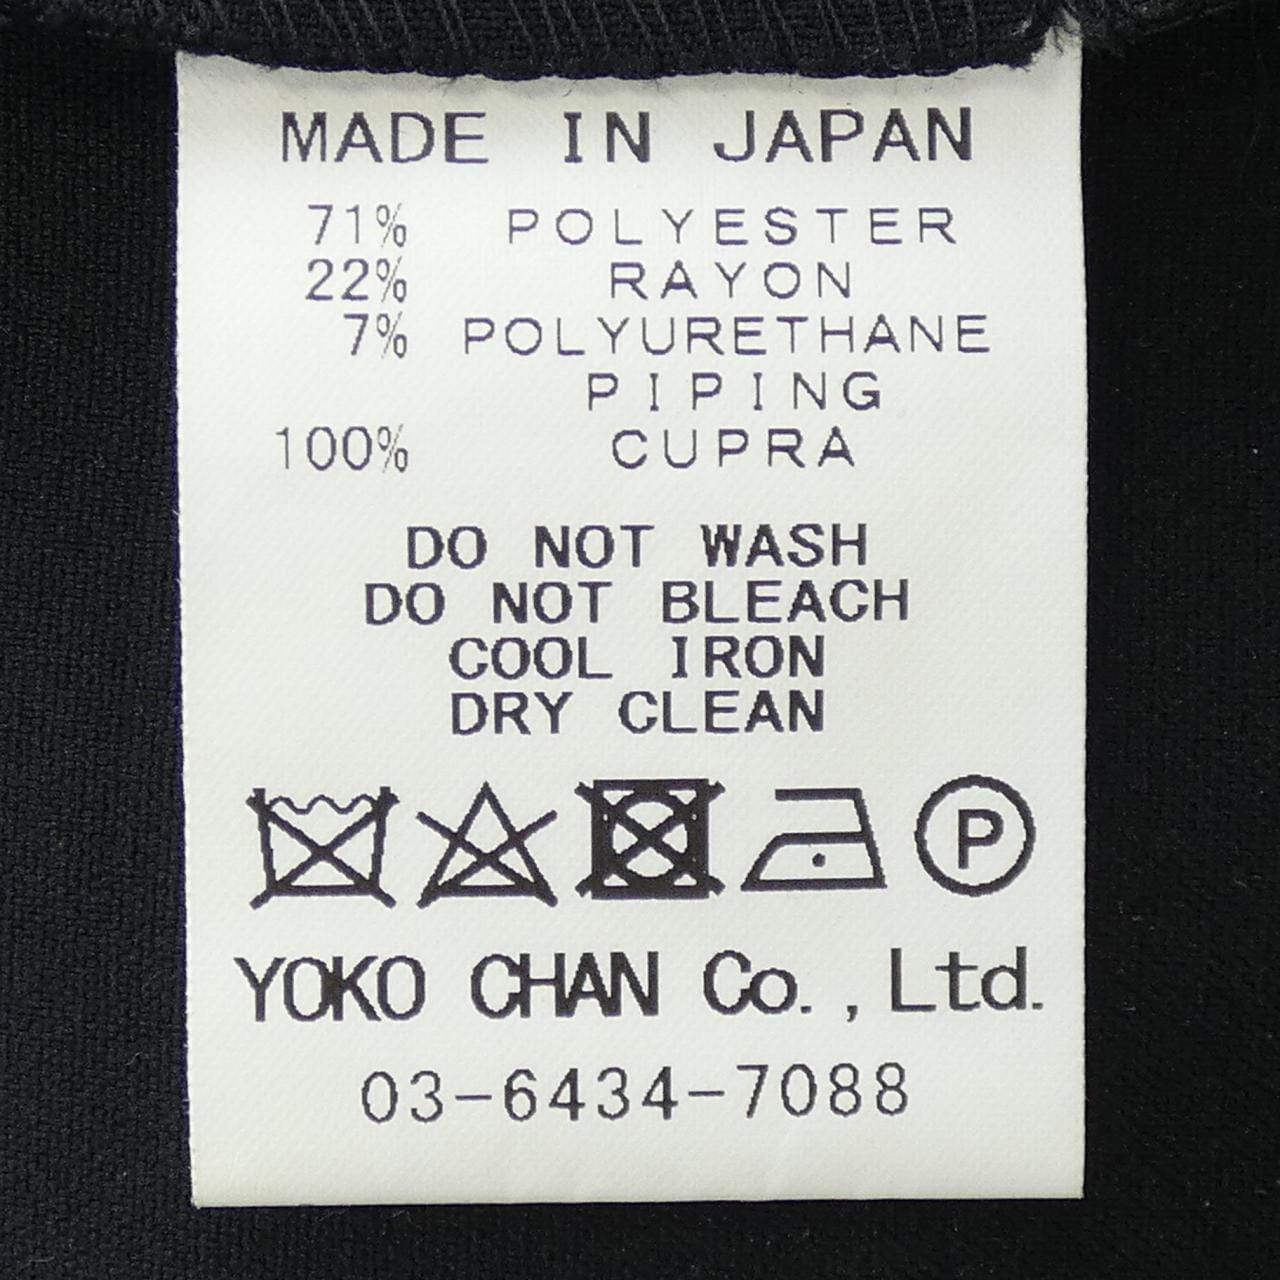 MADE IN JAPAN
71% POLYESTER
22% RAYON
7% POLYURETHANE
PIPING
100% CUPRA
DO NOT WASH
DO NOT BLEACH
COOL IRON
DRY CLEAN
P
YOKO CHAN Co., Ltd.
03-6434-7088